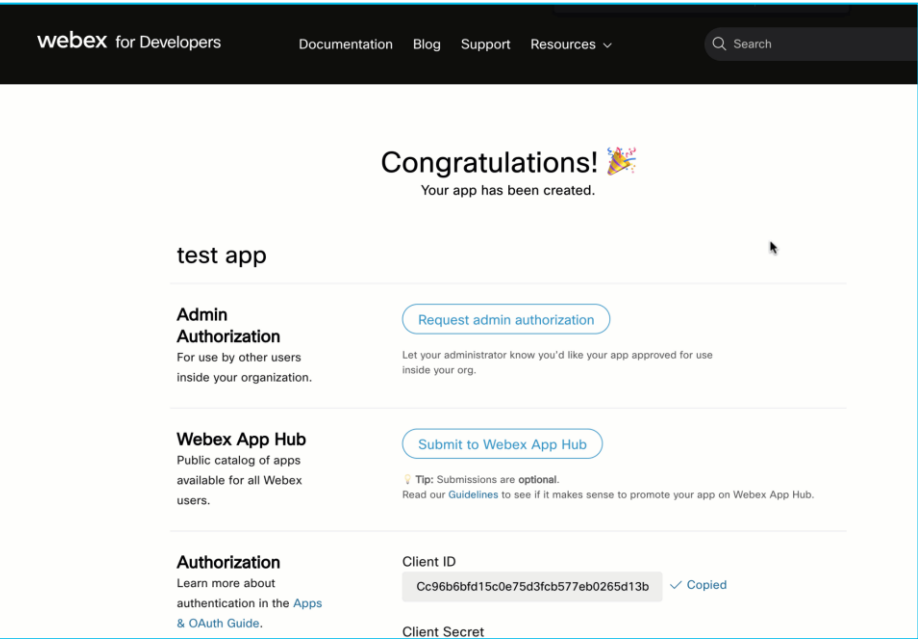 webex for Developers
Documentation Blog Support Resources
Search
Congratulations! 🎉
Your app has been created.
test app
Admin
Authorization
For use by other users
inside your organization.
Request admin authorization
Let your administrator know you'd like your app approved for use
inside your org.
Webex App Hub
Public catalog of apps
available for all Webex
users.
Submit to Webex App Hub
💡 Tip: Submissions are optional.
Read our Guidelines to see if it makes sense to promote your app on Webex App Hub.
Authorization
Learn more about
authentication in the Apps
& OAuth Guide.
Client ID
Cc96b6bfd15c0e75d3fcb577eb0265d13b
Copied
Client Secret